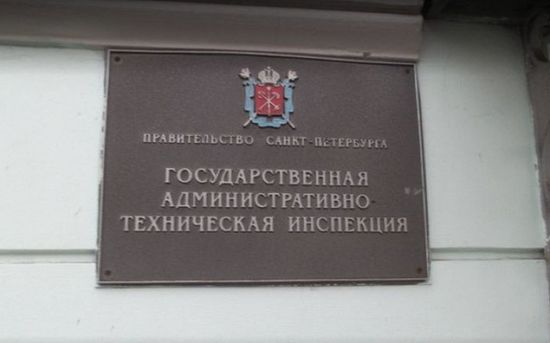 ПРАВИТЕЛЬСТВО САНКТ-ПЕТЕРБУРГА
ГОСУДАРСТВЕННАЯ
АДМИНИСТРАТИВНО-
ТЕХНИЧЕСКАЯ ИНСПЕКЦИЯ